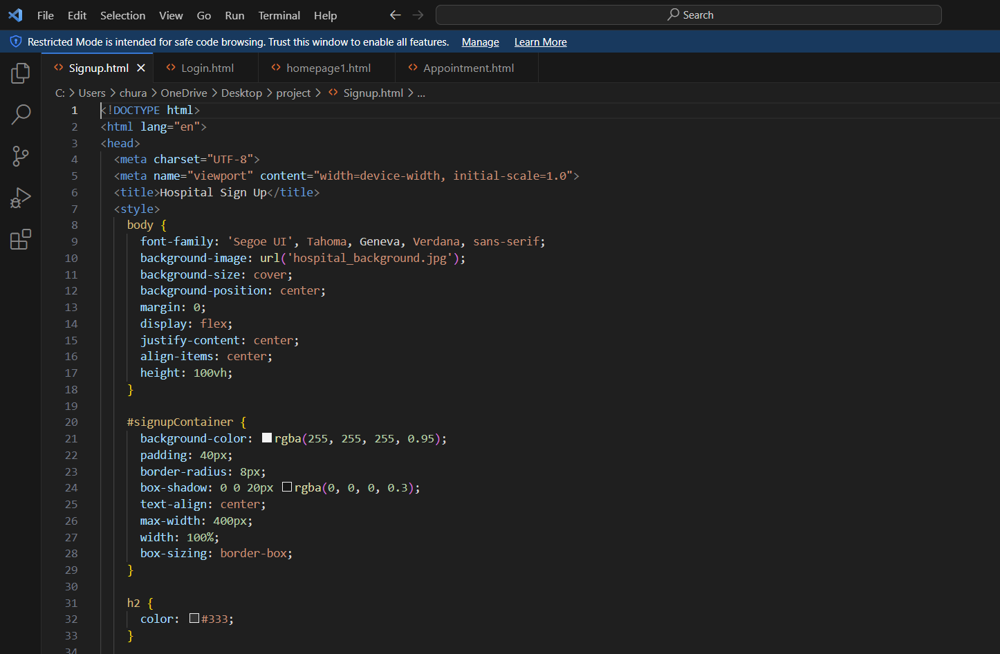 File Edit Selection View Go Run Terminal Help Search
Restricted Mode is intended for safe code browsing. Trust this window to enable all features. Manage Learn More
Signup.html Login.html homepage1.html Appointment.html
C: > Users > chura > OneDrive > Desktop > project > Signup.html > ...
1 <!DOCTYPE html>
2 <html lang="en">
3 <head>
4 <meta charset="UTF-8">
5 <meta name="viewport" content="width=device-width, initial-scale=1.0">
6 <title>Hospital Sign Up</title>
7 <style>
8 body {
9 font-family: 'Segoe UI', Tahoma, Geneva, Verdana, sans-serif;
10 background-image: url('hospital_background.jpg');
11 background-size: cover;
12 background-position: center;
13 margin: 0;
14 display: flex;
15 justify-content: center;
16 align-items: center;
17 height: 100vh;
18 }
19
20 #signupContainer {
21 background-color: rgba(255, 255, 255, 0.95);
22 padding: 40px;
23 border-radius: 8px;
24 box-shadow: 0 0 20px rgba(0, 0, 0, 0.3);
25 text-align: center;
26 max-width: 400px;
27 width: 100%;
28 box-sizing: border-box;
29 }
30
31 h2 {
32 color: #333;
33 }
34